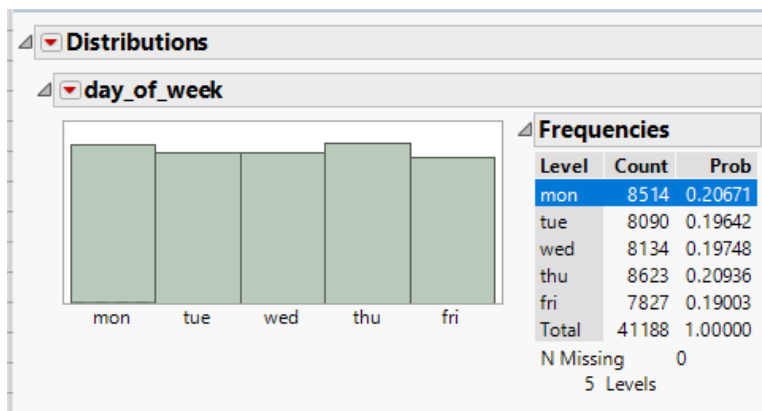 Distributions
day_of_week
mon tue wed thu fri
Frequencies
Level Count Prob
mon 8514 0.20671
tue 8090 0.19642
wed 8134 0.19748
thu 8623 0.20936
fri 7827 0.19003
Total 41188 1.00000
N Missing 0
5 Levels